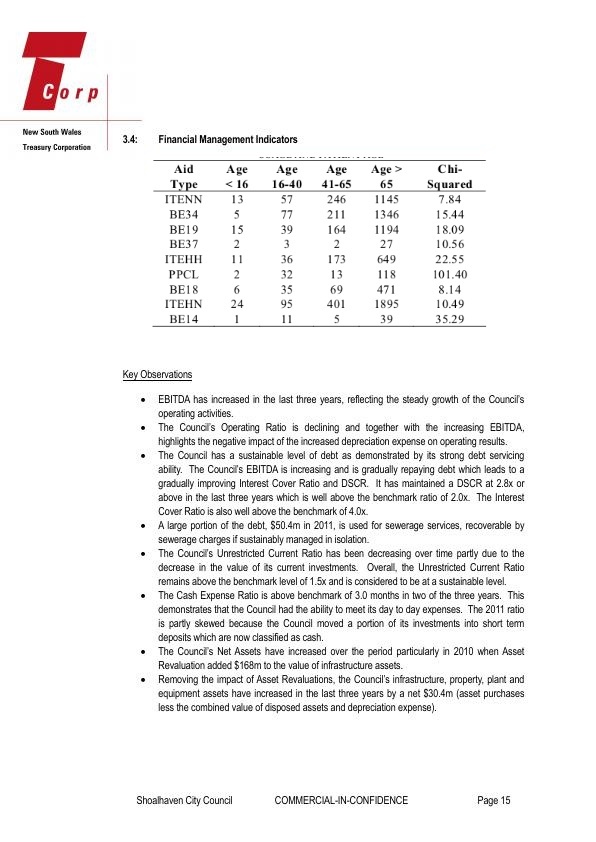 Corp
New South Wales
Treasury Corporation
3.4: Financial Management Indicators
Aid Age Age Age Age > Chi-
Type < 16 16-40 41-65 65 Squared
ITENN 13 57 246 1145 7.84
BE34 5 77 211 1346 15.44
BE19 15 39 164 1194 18.09
BE37 2 3 2 27 10.56
ITEHH 11 36 173 649 22.55
PPCL 2 32 13 118 101.40
BE18 6 35 69 471 8.14
ITEHN 24 95 401 1895 10.49
BE14 1 11 5 39 35.29
Key Observations
• EBITDA has increased in the last three years, reflecting the steady growth of the Council's
operating activities.
• The Council's Operating Ratio is declining and together with the increasing EBITDA,
highlights the negative impact of the increased depreciation expense on operating results.
• The Council has a sustainable level of debt as demonstrated by its strong debt servicing
ability. The Council's EBITDA is increasing and is gradually repaying debt which leads to a
gradually improving Interest Cover Ratio and DSCR. It has maintained a DSCR at 2.8x or
above in the last three years which is well above the benchmark ratio of 2.0x. The Interest
Cover Ratio is also well above the benchmark of 4.0x.
• A large portion of the debt, $50.4m in 2011, is used for sewerage services, recoverable by
sewerage charges if sustainably managed in isolation.
• The Council's Unrestricted Current Ratio has been decreasing over time partly due to the
decrease in the value of its current investments. Overall, the Unrestricted Current Ratio
remains above the benchmark level of 1.5x and is considered to be at a sustainable level.
• The Cash Expense Ratio is above benchmark of 3.0 months in two of the three years. This
demonstrates that the Council had the ability to meet its day to day expenses. The 2011 ratio
is partly skewed because the Council moved a portion of its investments into short term
deposits which are now classified as cash.
• The Council's Net Assets have increased over the period particularly in 2010 when Asset
Revaluation added $168m to the value of infrastructure assets.
• Removing the impact of Asset Revaluations, the Council's infrastructure, property, plant and
equipment assets have increased in the last three years by a net $30.4m (asset purchases
less the combined value of disposed assets and depreciation expense).
Shoalhaven City Council COMMERCIAL-IN-CONFIDENCE Page 15